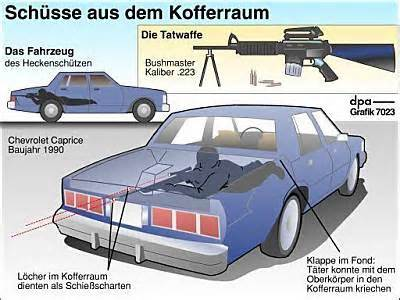 Schüsse aus dem Kofferraum
Das Fahrzeug
des Heckenschützen
Die Tatwaffe
Bushmaster
Kaliber .223
dpa
Grafik 7023
Chevrolet Caprice
Baujahr 1990
Löcher im Kofferraum
dienten als Schießscharten
Klappe im Fond:
Täter konnte mit dem
Oberkörper in den
Kofferraum kriechen